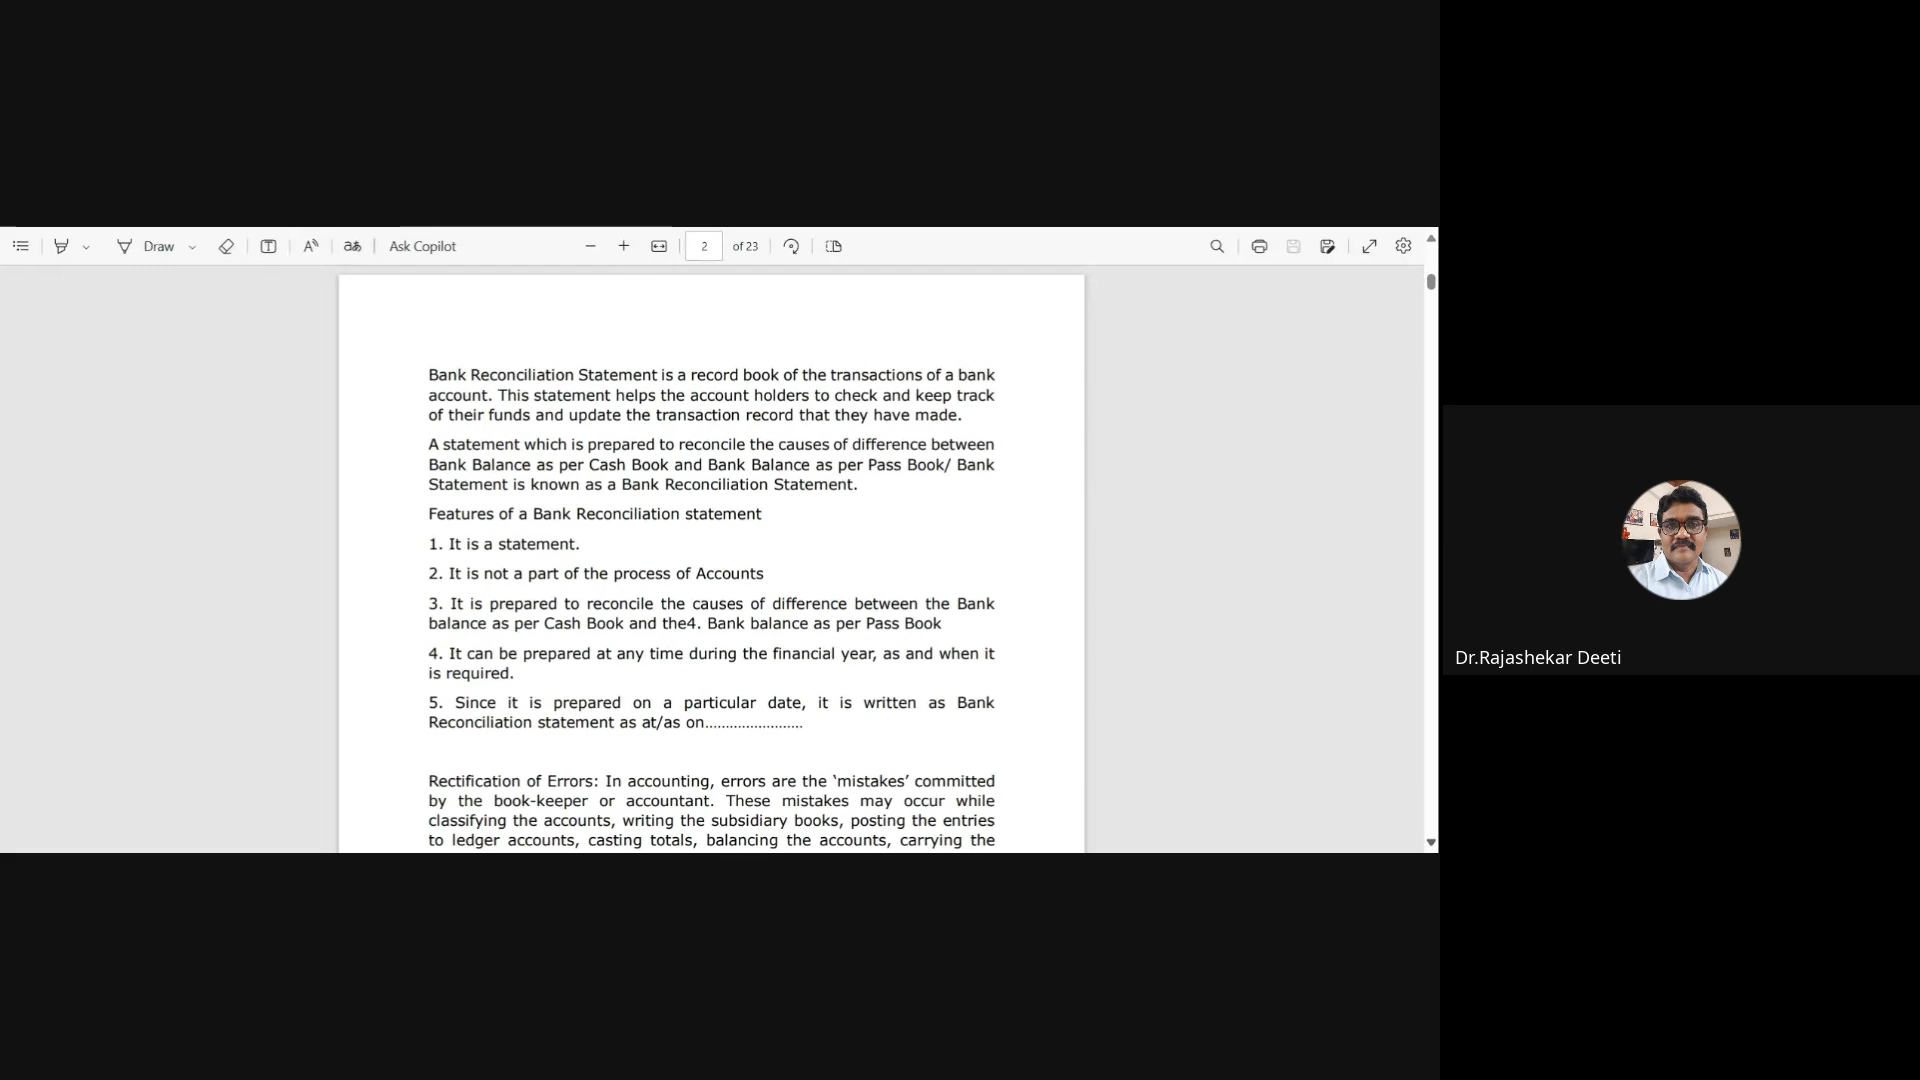 Draw
Ask Copilot
2 of 23
Bank Reconciliation Statement is a record book of the transactions of a bank
account. This statement helps the account holders to check and keep track
of their funds and update the transaction record that they have made.
A statement which is prepared to reconcile the causes of difference between
Bank Balance as per Cash Book and Bank Balance as per Pass Book/ Bank
Statement is known as a Bank Reconciliation Statement.
Features of a Bank Reconciliation statement
1. It is a statement.
2. It is not a part of the process of Accounts
3. It is prepared to reconcile the causes of difference between the Bank
balance as per Cash Book and the4. Bank balance as per Pass Book
4. It can be prepared at any time during the financial year, as and when it
is required.
5. Since it is prepared on a particular date, it is written as Bank
Reconciliation statement as at/as on........................
Rectification of Errors: In accounting, errors are the ‘mistakes’ committed
by the book-keeper or accountant. These mistakes may occur while
classifying the accounts, writing the subsidiary books, posting the entries
to ledger accounts, casting totals, balancing the accounts, carrying the
Dr.Rajashekar Deeti